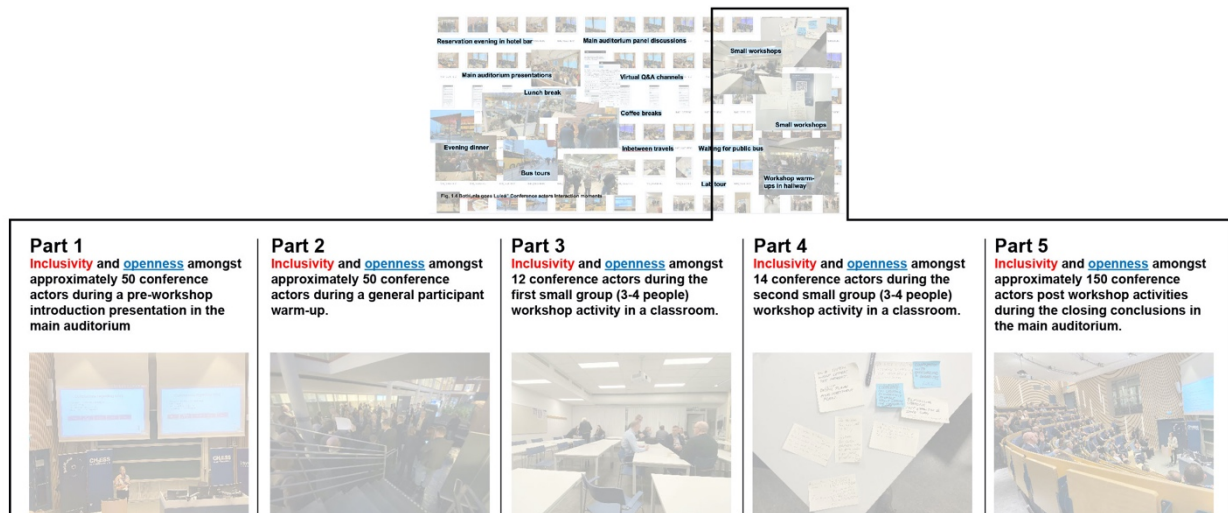 Reservation evening in hotel bar
Main auditorium panel discussions
Small workshops
Main auditorium presentations
Virtual Q&A channels
Lunch break
Coffee breaks
Small workshops
Evening dinner
Inbetween travels
Waiting for public bus
Bus tours
Lab tour
Workshop warm-
ups in hallway
Conference actors interaction moments
Part 1
Inclusivity and openness amongst
approximately 50 conference
actors during a pre-workshop
introduction presentation in the
main auditorium
Part 2
Inclusivity and openness amongst
approximately 50 conference
actors during a general participant
warm-up.
Part 3
Inclusivity and openness amongst
12 conference actors during the
first small group (3-4 people)
workshop activity in a classroom.
Part 4
Inclusivity and openness amongst
14 conference actors during the
second small group (3-4 people)
workshop activity in a classroom.
Part 5
Inclusivity and openness amongst
approximately 150 conference
actors post workshop activities
during the closing conclusions in
the main auditorium.